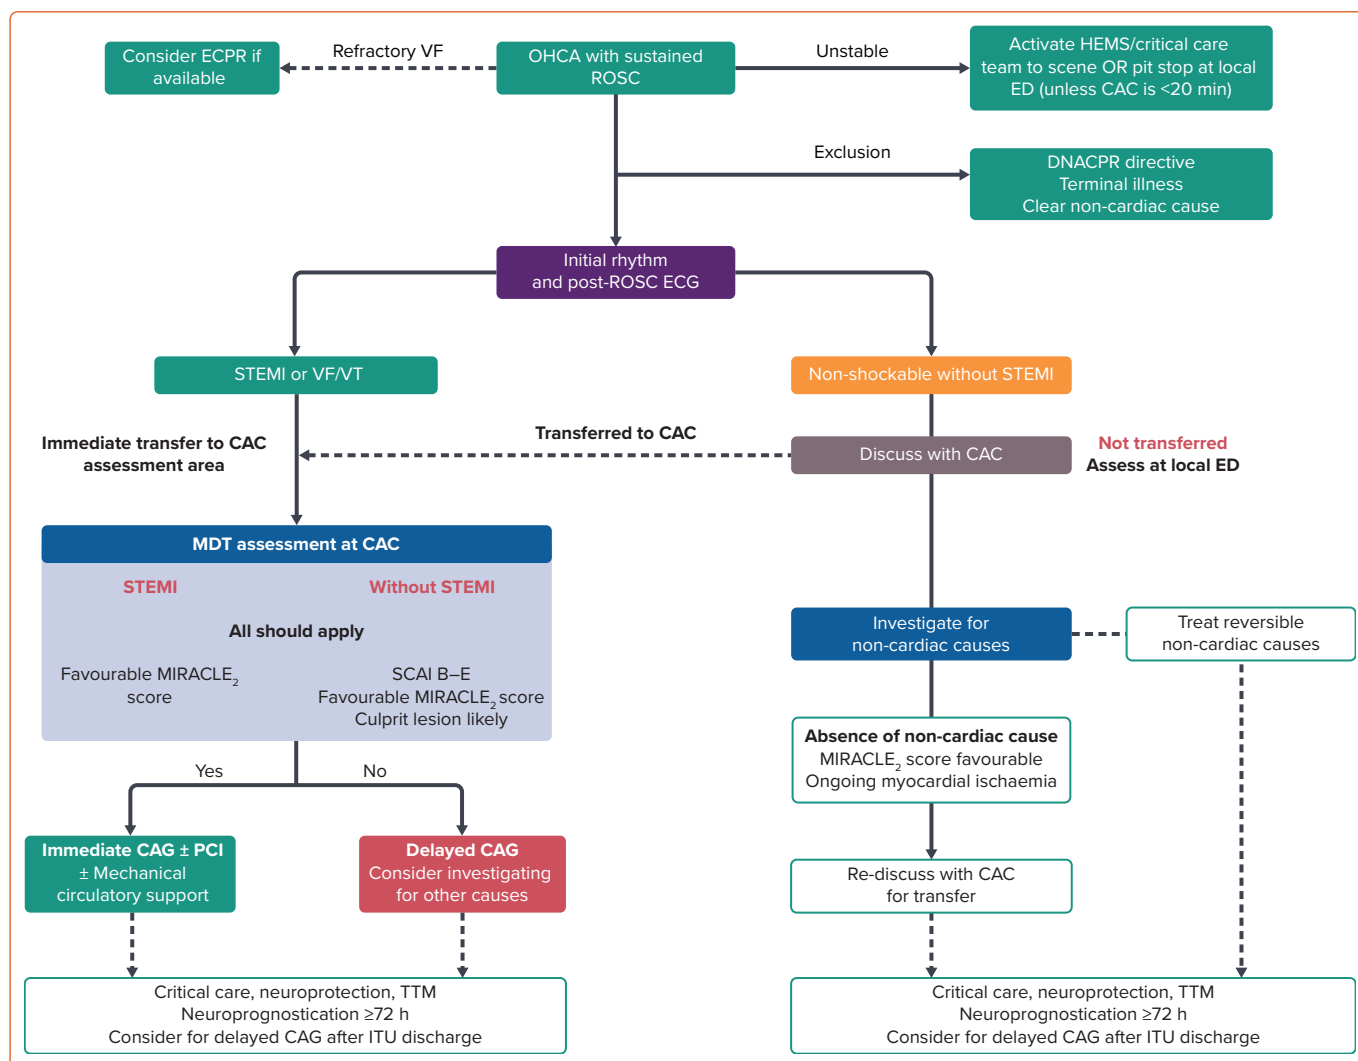 Consider ECPR if
available
Refractory VF
OHCA with sustained
ROSC
Unstable
Activate HEMS/critical care
team to scene OR pit stop at local
ED (unless CAC is <20 min)
Exclusion
DNACPR directive
Terminal illness
Clear non-cardiac cause
Initial rhythm
and post-ROSC ECG
STEMI or VF/VT
Non-shockable without STEMI
Immediate transfer to CAC
assessment area
Transferred to CAC
Discuss with CAC
Not transferred
Assess at local ED
MDT assessment at CAC
STEMI
Without STEMI
All should apply
Favourable MIRACLE₂
score
SCAI B–E
Favourable MIRACLE₂ score
Culprit lesion likely
Investigate for
non-cardiac causes
Treat reversible
non-cardiac causes
Absence of non-cardiac cause
MIRACLE₂ score favourable
Ongoing myocardial ischaemia
Yes
No
Immediate CAG ± PCI
± Mechanical
circulatory support
Delayed CAG
Consider investigating
for other causes
Re-discuss with CAC
for transfer
Critical care, neuroprotection, TTM
Neuroprognostication ≥72 h
Consider for delayed CAG after ITU discharge
Critical care, neuroprotection, TTM
Neuroprognostication ≥72 h
Consider for delayed CAG after ITU discharge